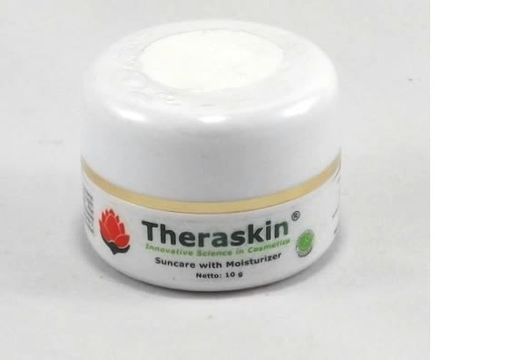 Theraskin®
Innovative Science in Cosmetics
Suncare with Moisturizer
Netto: 10 g